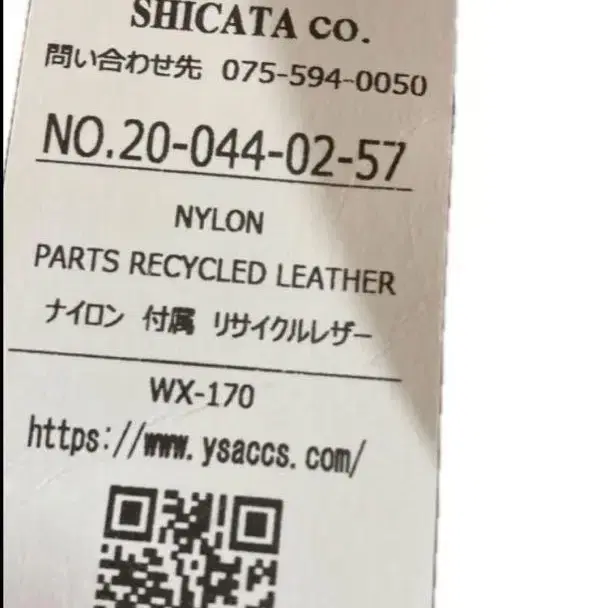 SHICATA CO.
問い合わせ先 075-594-0050
NO.20-044-02-57
NYLON
PARTS RECYCLED LEATHER
ナイロン 付属 リサイクルレザー
WX-170
https://www.ysaccs.com/